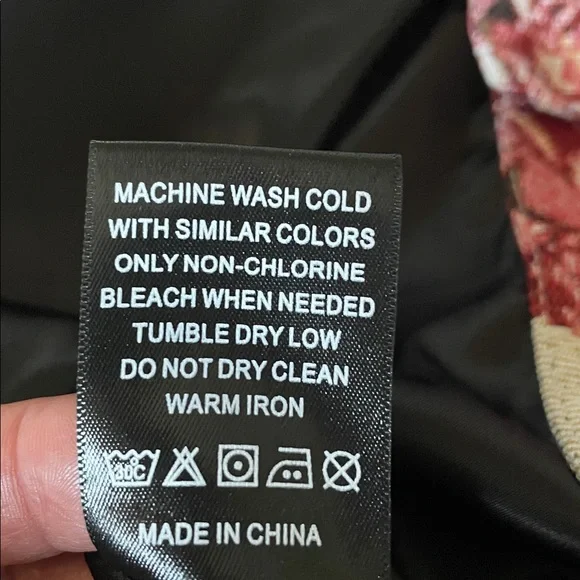 MACHINE WASH COLD
WITH SIMILAR COLORS
ONLY NON-CHLORINE
BLEACH WHEN NEEDED
TUMBLE DRY LOW
DO NOT DRY CLEAN
WARM IRON
30C
MADE IN CHINA